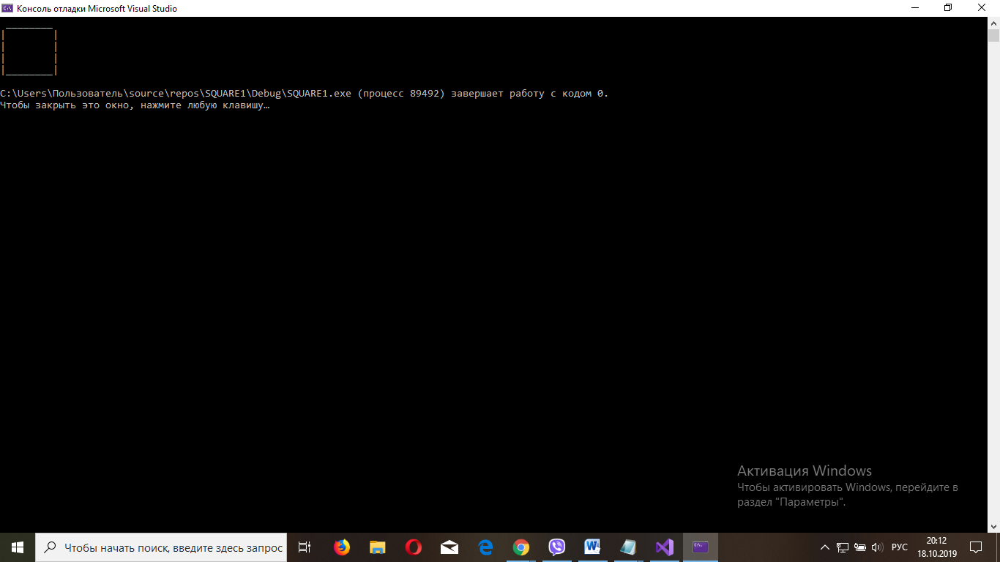 Консоль отладки Microsoft Visual Studio
 ________
|        |
|        |
|        |
|________|
C:\Users\Пользователь\source\repos\SQUARE1\Debug\SQUARE1.exe (процесс 89492) завершает работу с кодом 0.
Чтобы закрыть это окно, нажмите любую клавишу…
Активация Windows
Чтобы активировать Windows, перейдите в
раздел "Параметры".
Чтобы начать поиск, введите здесь запрос
РУС
20:12
18.10.2019